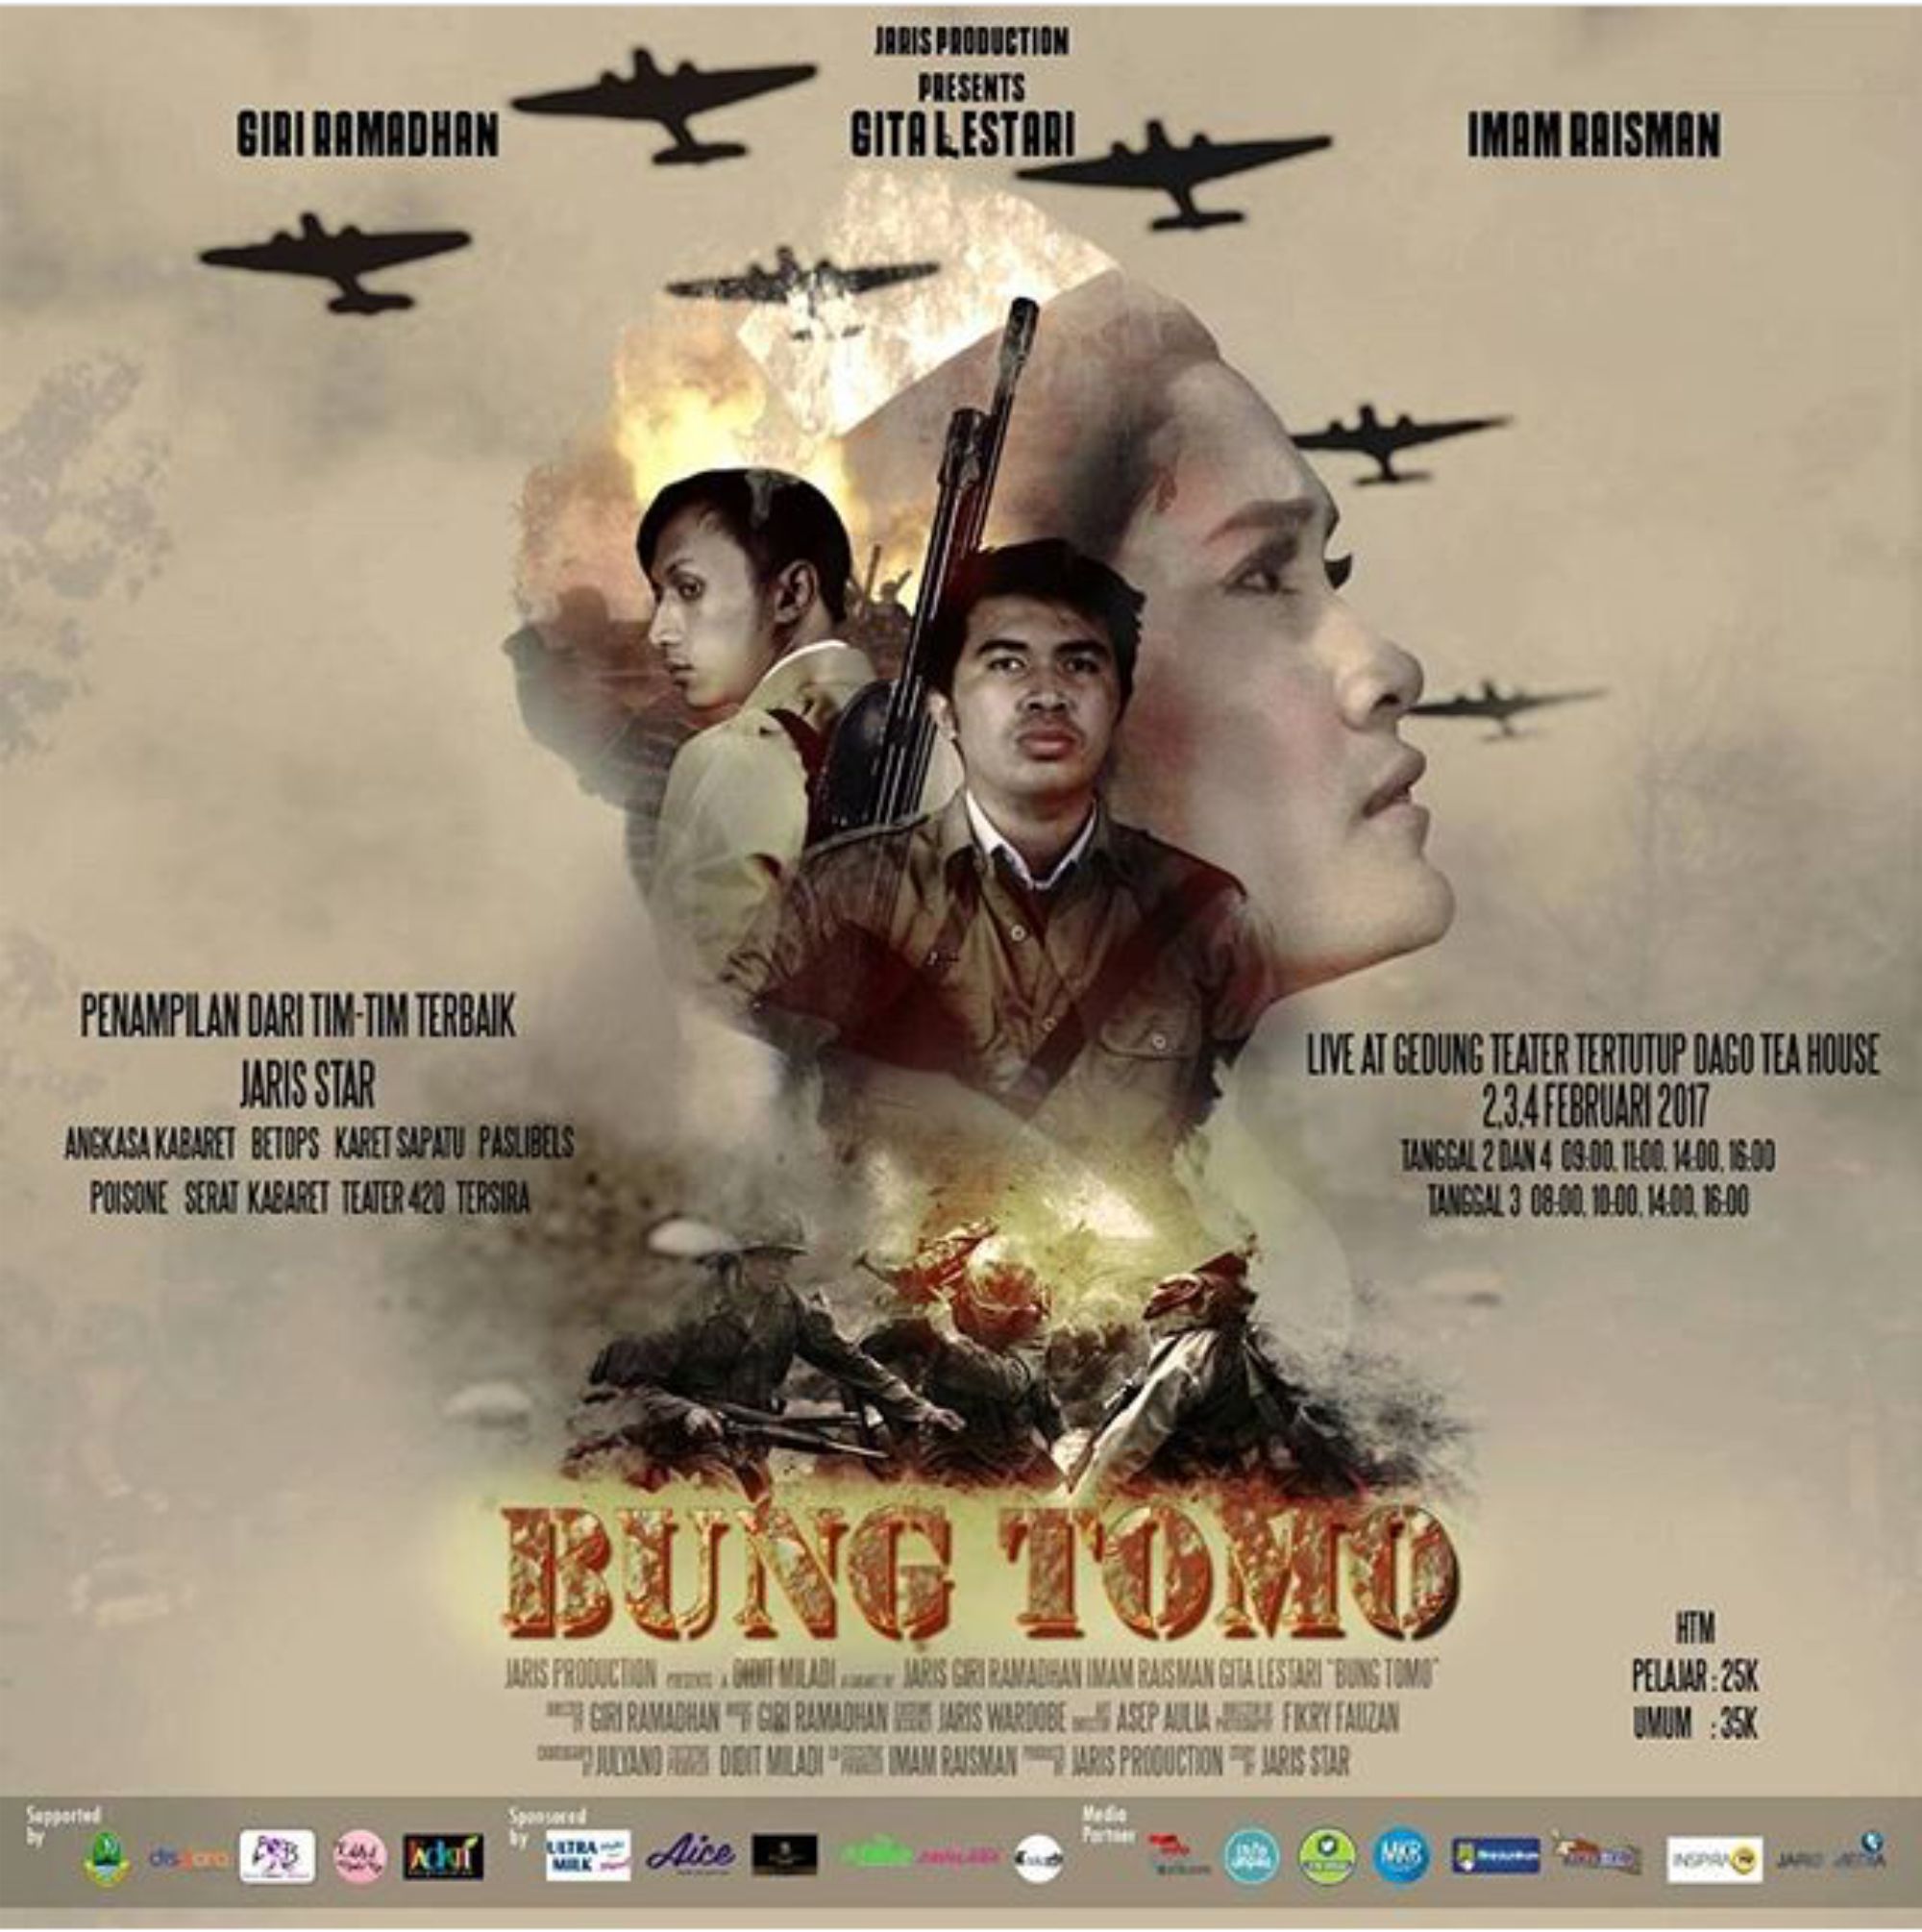 JARIS PRODUCTION
PRESENTS
GIRI RAMADHAN
GITA LESTARI
IMAM RAISMAN
PENAMPILAN DARI TIM-TIM TERBAIK
JARIS STAR
ANGKASA KABARET BETOPS KARET SAPATU PASLIBELS
POISONE SERAT KABARET TEATER 420 TERSIRA
LIVE AT GEDUNG TEATER TERTUTUP DAGO TEA HOUSE
2,3,4 FEBRUARI 2017
TANGGAL 2 DAN 4 09:00, 11:00, 14:00, 16:00
TANGGAL 3 08:00, 10:00, 14:00, 16:00
BUNG TOMO
HTM
PELAJAR : 25K
UMUM : 35K
JARIS PRODUCTION PRESENTS A DIDIT MILADI JARIS GIRI RAMADHAN IMAM RAISMAN GITA LESTARI "BUNG TOMO"
GIRI RAMADHAN GIRI RAMADHAN JARIS WARDOBE ASEP AULIA FIKRY FAUZAN
JULYANO DIDIT MILADI IMAM RAISMAN JARIS PRODUCTION JARIS STAR
Supported by
Sponsored by
ULTRA MILK
Aice
Media Partner
MKB
INSPIRA